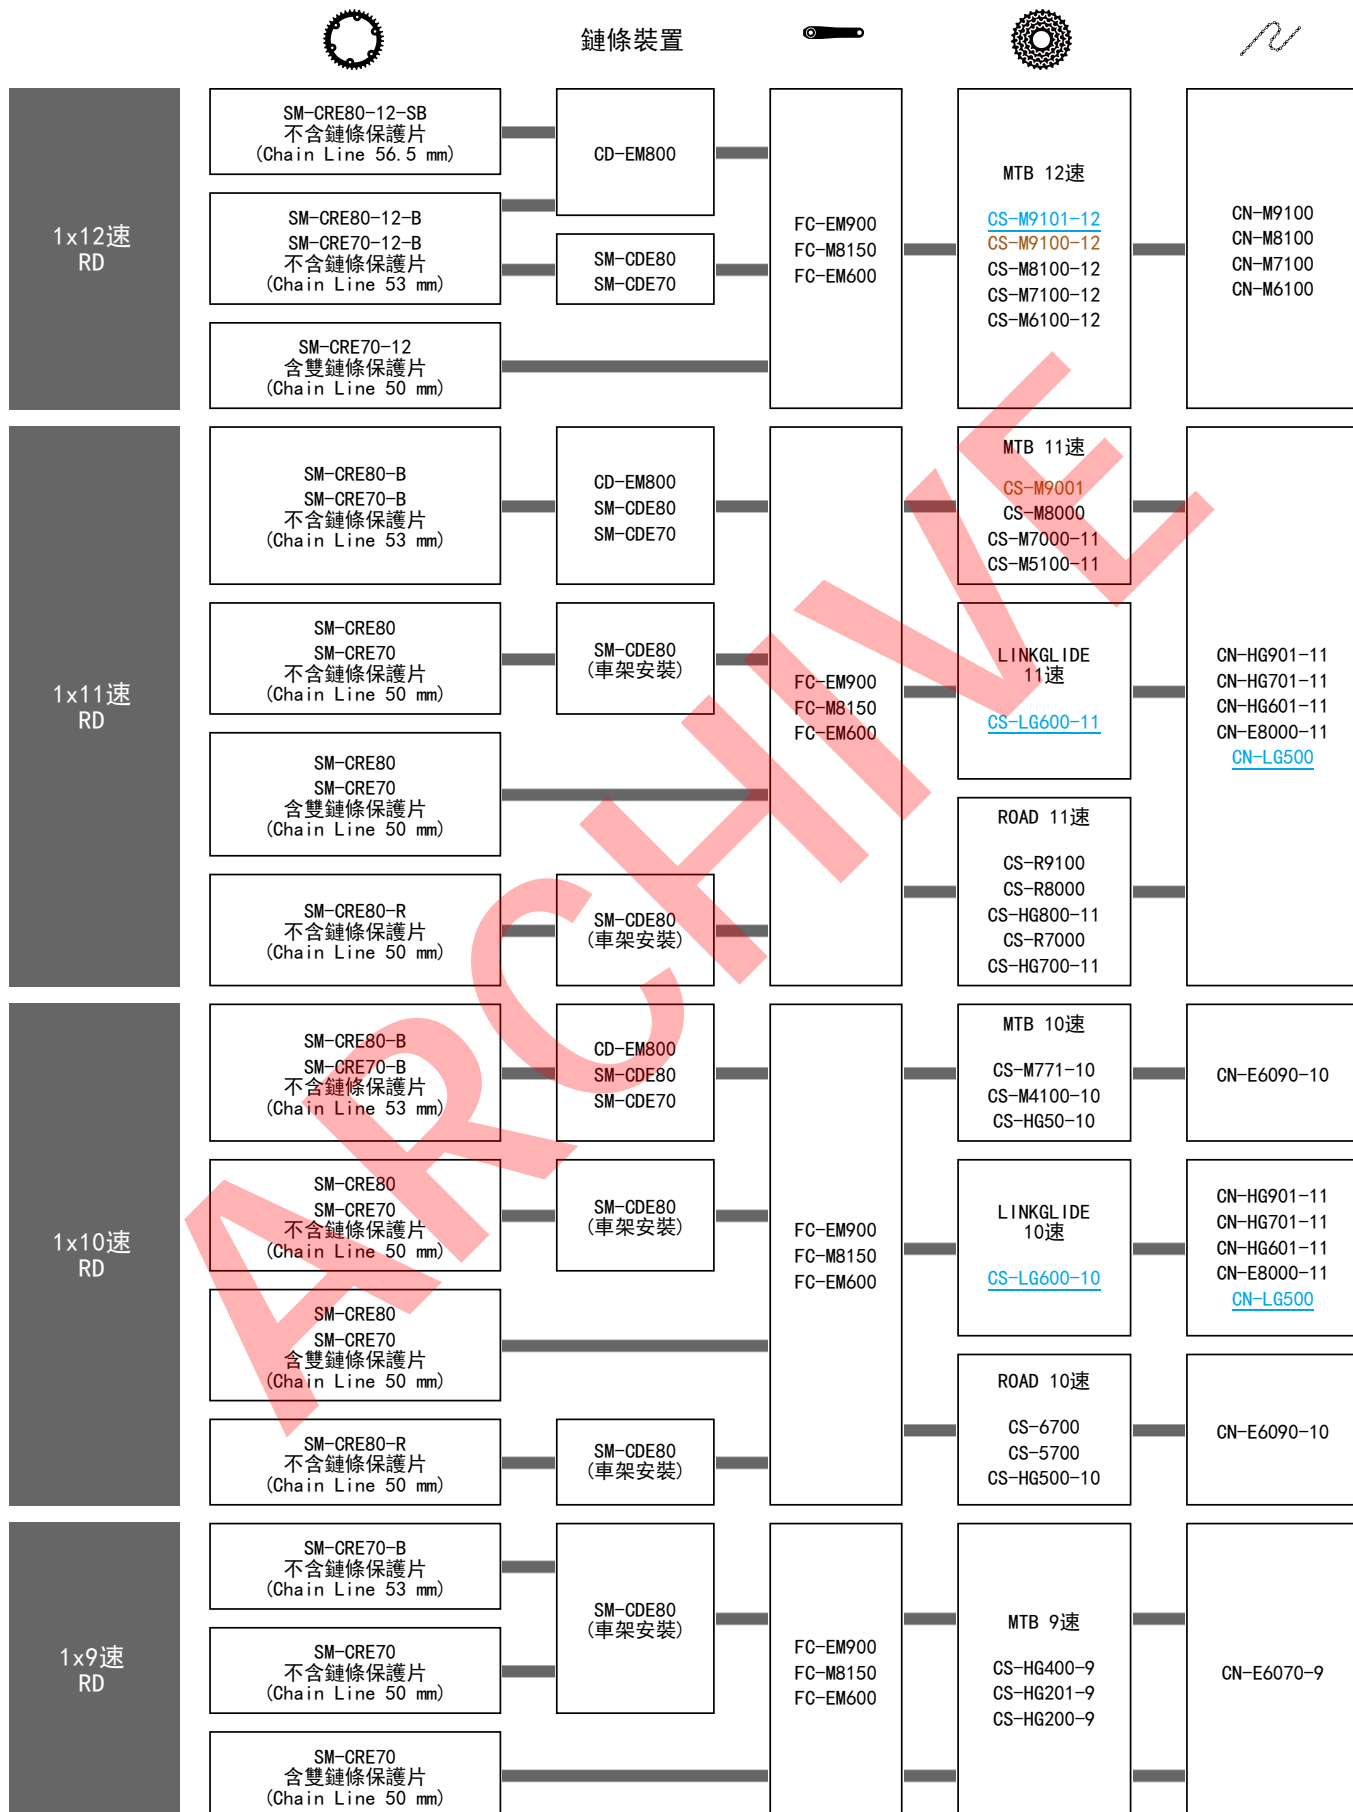 鏈條裝置
1x12速
RD
SM-CRE80-12-SB
不含鏈條保護片
(Chain Line 56.5 mm)
SM-CRE80-12-B
SM-CRE70-12-B
不含鏈條保護片
(Chain Line 53 mm)
SM-CRE70-12
含雙鏈條保護片
(Chain Line 50 mm)
CD-EM800
SM-CDE80
SM-CDE70
FC-EM900
FC-M8150
FC-EM600
MTB 12速
CS-M9101-12
CS-M9100-12
CS-M8100-12
CS-M7100-12
CS-M6100-12
CN-M9100
CN-M8100
CN-M7100
CN-M6100
1x11速
RD
SM-CRE80-B
SM-CRE70-B
不含鏈條保護片
(Chain Line 53 mm)
SM-CRE80
SM-CRE70
不含鏈條保護片
(Chain Line 50 mm)
SM-CRE80
SM-CRE70
含雙鏈條保護片
(Chain Line 50 mm)
SM-CRE80-R
不含鏈條保護片
(Chain Line 50 mm)
CD-EM800
SM-CDE80
SM-CDE70
SM-CDE80
(車架安裝)
SM-CDE80
(車架安裝)
FC-EM900
FC-M8150
FC-EM600
MTB 11速
CS-M9001
CS-M8000
CS-M7000-11
CS-M5100-11
LINKGLIDE
11速
CS-LG600-11
ROAD 11速
CS-R9100
CS-R8000
CS-HG800-11
CS-R7000
CS-HG700-11
CN-HG901-11
CN-HG701-11
CN-HG601-11
CN-E8000-11
CN-LG500
1x10速
RD
SM-CRE80-B
SM-CRE70-B
不含鏈條保護片
(Chain Line 53 mm)
SM-CRE80
SM-CRE70
不含鏈條保護片
(Chain Line 50 mm)
SM-CRE80
SM-CRE70
含雙鏈條保護片
(Chain Line 50 mm)
SM-CRE80-R
不含鏈條保護片
(Chain Line 50 mm)
CD-EM800
SM-CDE80
SM-CDE70
SM-CDE80
(車架安裝)
SM-CDE80
(車架安裝)
FC-EM900
FC-M8150
FC-EM600
MTB 10速
CS-M771-10
CS-M4100-10
CS-HG50-10
LINKGLIDE
10速
CS-LG600-10
ROAD 10速
CS-6700
CS-5700
CS-HG500-10
CN-E6090-10
CN-HG901-11
CN-HG701-11
CN-HG601-11
CN-E8000-11
CN-LG500
CN-E6090-10
1x9速
RD
SM-CRE70-B
不含鏈條保護片
(Chain Line 53 mm)
SM-CRE70
不含鏈條保護片
(Chain Line 50 mm)
SM-CRE70
含雙鏈條保護片
(Chain Line 50 mm)
SM-CDE80
(車架安裝)
FC-EM900
FC-M8150
FC-EM600
MTB 9速
CS-HG400-9
CS-HG201-9
CS-HG200-9
CN-E6070-9
ARCHIVE